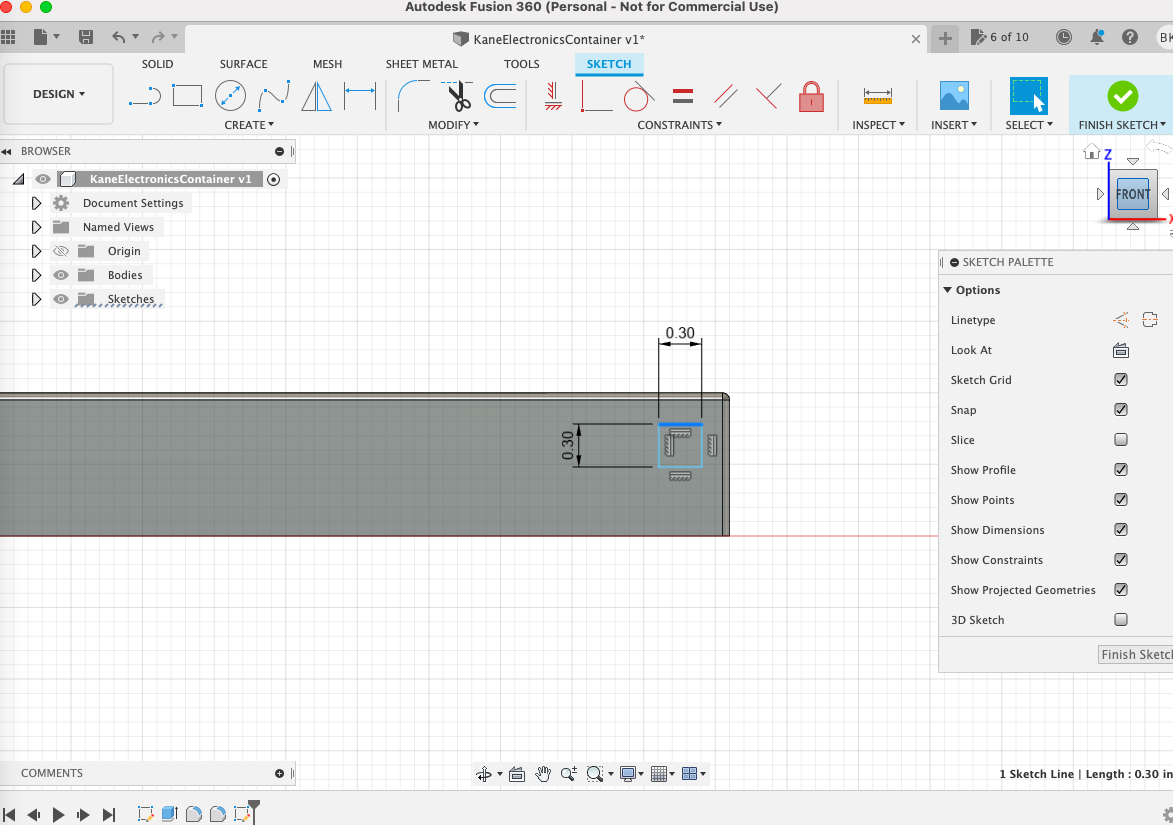 Autodesk Fusion 360 (Personal - Not for Commercial Use)
KaneElectronicsContainer v1*
6 of 10
BK
SOLID
SURFACE
MESH
SHEET METAL
TOOLS
SKETCH
DESIGN
CREATE
MODIFY
CONSTRAINTS
INSPECT
INSERT
SELECT
FINISH SKETCH
BROWSER
KaneElectronicsContainer v1
Document Settings
Named Views
Origin
Bodies
Sketches
Z
FRONT
X
SKETCH PALETTE
Options
Linetype
Look At
Sketch Grid
Snap
Slice
Show Profile
Show Points
Show Dimensions
Show Constraints
Show Projected Geometries
3D Sketch
Finish Sketch
0.30
0.30
COMMENTS
1 Sketch Line | Length : 0.30 in